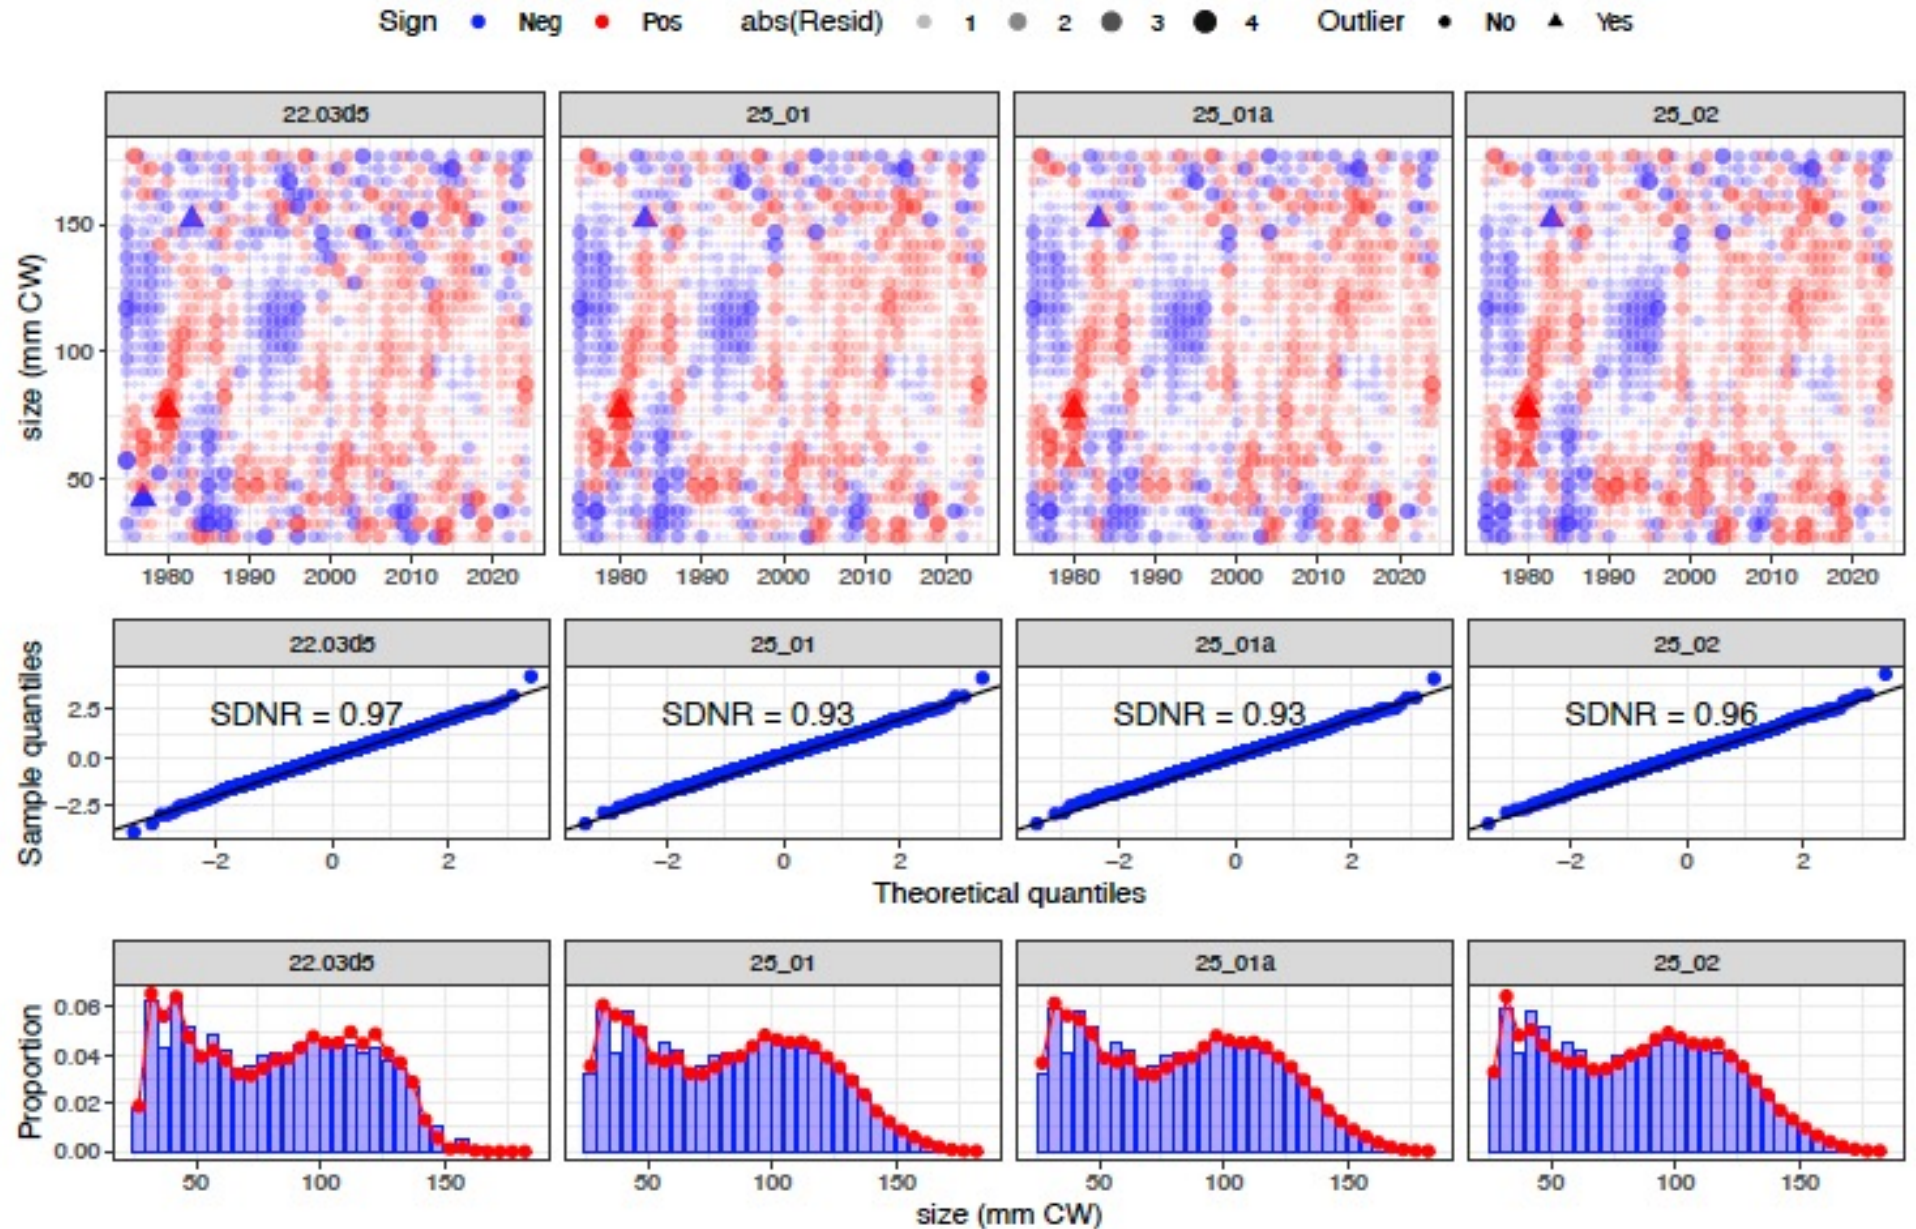 Sign Neg Pos abs(Resid) 1 2 3 4 Outlier No Yes
22.03d5 25_01 25_01a 25_02
size (mm CW)
150
100
50
1980 1990 2000 2010 2020 1980 1990 2000 2010 2020 1980 1990 2000 2010 2020 1980 1990 2000 2010 2020
22.03d5 25_01 25_01a 25_02
Sample quantiles
2.5
0.0
−2.5
SDNR = 0.97 SDNR = 0.93 SDNR = 0.93 SDNR = 0.96
−2 0 2 −2 0 2 −2 0 2 −2 0 2
Theoretical quantiles
22.03d5 25_01 25_01a 25_02
Proportion
0.06
0.04
0.02
0.00
50 100 150 50 100 150 50 100 150 50 100 150
size (mm CW)